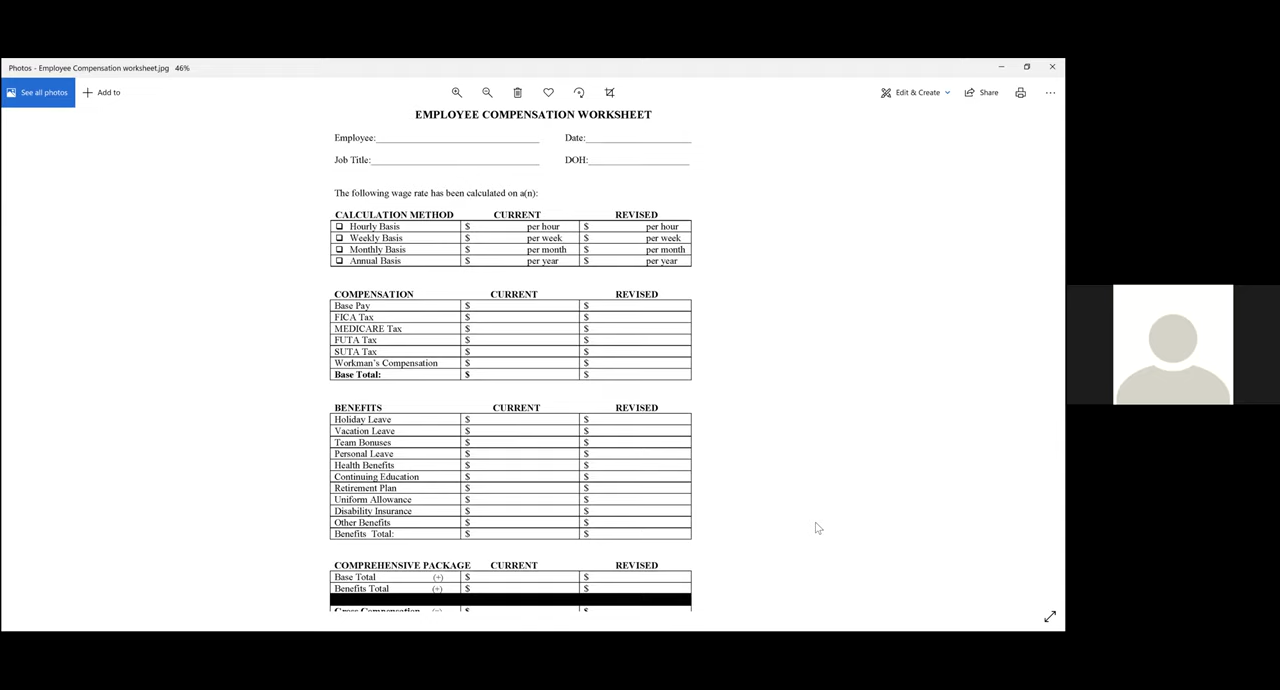 Photos - Employee Compensation worksheet.jpg 46%
See all photos + Add to Edit & Create Share ...
EMPLOYEE COMPENSATION WORKSHEET
Employee: Date:
Job Title: DOH:
The following wage rate has been calculated on a(n):
CALCULATION METHOD CURRENT REVISED
Hourly Basis $ per hour $ per hour
Weekly Basis $ per week $ per week
Monthly Basis $ per month $ per month
Annual Basis $ per year $ per year
COMPENSATION CURRENT REVISED
Base Pay $ $
FICA Tax $ $
MEDICARE Tax $ $
FUTA Tax $ $
SUTA Tax $ $
Workman's Compensation $ $
Base Total: $ $
BENEFITS CURRENT REVISED
Holiday Leave $ $
Vacation Leave $ $
Team Bonuses $ $
Personal Leave $ $
Health Benefits $ $
Continuing Education $ $
Retirement Plan $ $
Uniform Allowance $ $
Disability Insurance $ $
Other Benefits $ $
Benefits Total: $ $
COMPREHENSIVE PACKAGE CURRENT REVISED
Base Total (+) $ $
Benefits Total (+) $ $
Gross Compensation (=) $ $